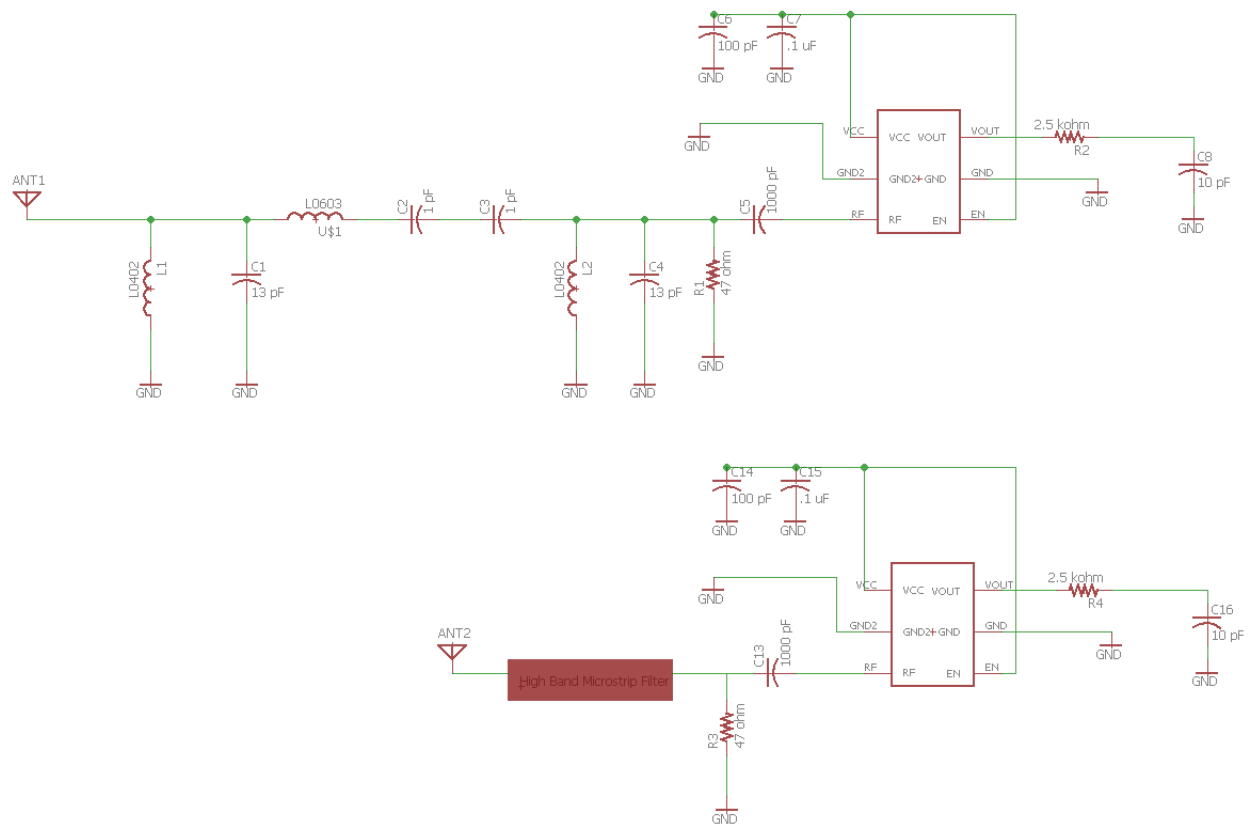 C6
100 pF
GND
C7
.1 uF
GND
GND
VCC
GND2
RF
VCC VOUT
GND2 GND
RF EN
VOUT
GND
EN
2.5 kohm
R2
GND
C8
10 pF
GND
ANT1
L0402
L1
GND
C1
13 pF
GND
L0603
U$1
C2
1 pF
C3
1 pF
L0402
L2
GND
C4
13 pF
GND
R1
47 ohm
GND
C5
1000 pF
C14
100 pF
GND
C15
.1 uF
GND
GND
VCC
GND2
RF
VCC VOUT
GND2 GND
RF EN
VOUT
GND
EN
2.5 kohm
R4
GND
C16
10 pF
GND
ANT2
High Band Microstrip Filter
R3
47 ohm
GND
C13
1000 pF